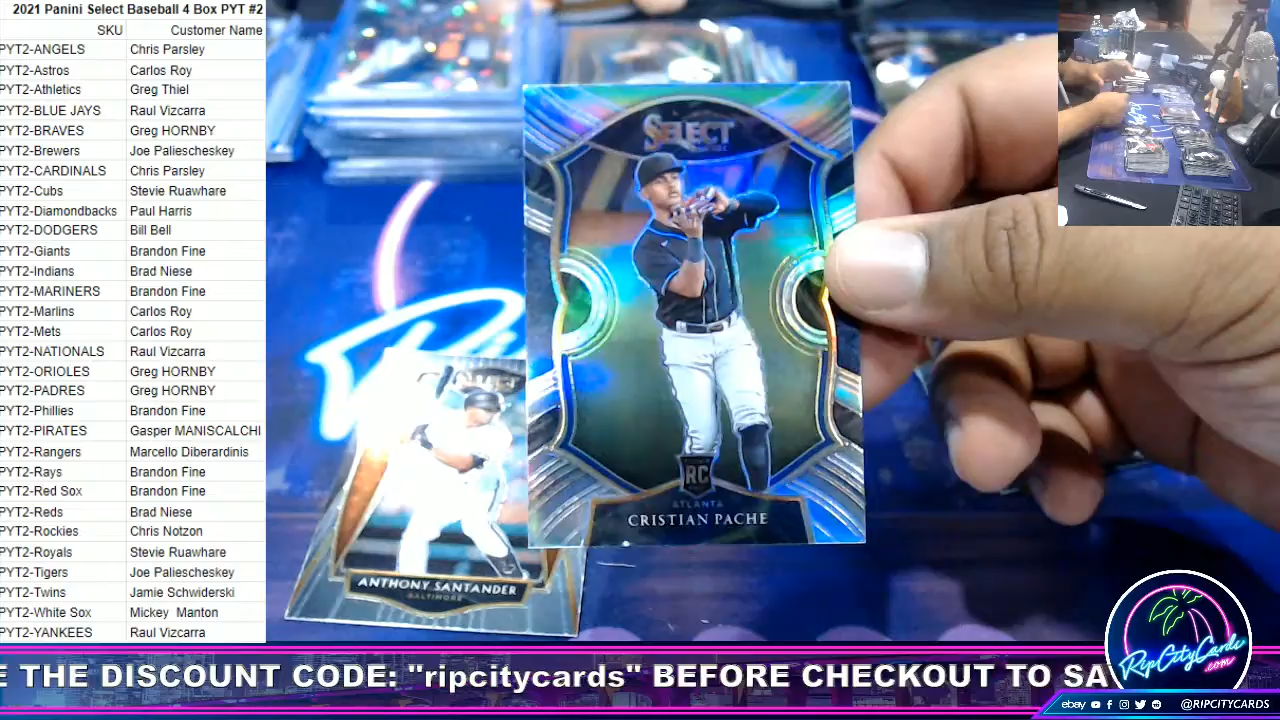 2021 Panini Select Baseball 4 Box PYT #2
SKU Customer Name
PYT2-ANGELS Chris Parsley
PYT2-Astros Carlos Roy
PYT2-Athletics Greg Thiel
PYT2-BLUE JAYS Raul Vizcarra
PYT2-BRAVES Greg HORNBY
PYT2-Brewers Joe Paliescheskey
PYT2-CARDINALS Chris Parsley
PYT2-Cubs Stevie Ruawhare
PYT2-Diamondbacks Paul Harris
PYT2-DODGERS Bill Bell
PYT2-Giants Brandon Fine
PYT2-Indians Brad Niese
PYT2-MARINERS Brandon Fine
PYT2-Marlins Carlos Roy
PYT2-Mets Carlos Roy
PYT2-NATIONALS Raul Vizcarra
PYT2-ORIOLES Greg HORNBY
PYT2-PADRES Greg HORNBY
PYT2-Phillies Brandon Fine
PYT2-PIRATES Gasper MANISCALCHI
PYT2-Rangers Marcello Diberardinis
PYT2-Rays Brandon Fine
PYT2-Red Sox Brandon Fine
PYT2-Reds Brad Niese
PYT2-Rockies Chris Notzon
PYT2-Royals Stevie Ruawhare
PYT2-Tigers Joe Paliescheskey
PYT2-Twins Jamie Schwiderski
PYT2-White Sox Mickey Manton
PYT2-YANKEES Raul Vizcarra
SELECT
RC
ATLANTA
CRISTIAN PACHE
ANTHONY SANTANDER
BALTIMORE
E THE DISCOUNT CODE: "ripcitycards" BEFORE CHECKOUT TO SA
RipCityCards
.com
ebay @RIPCITYCARDS